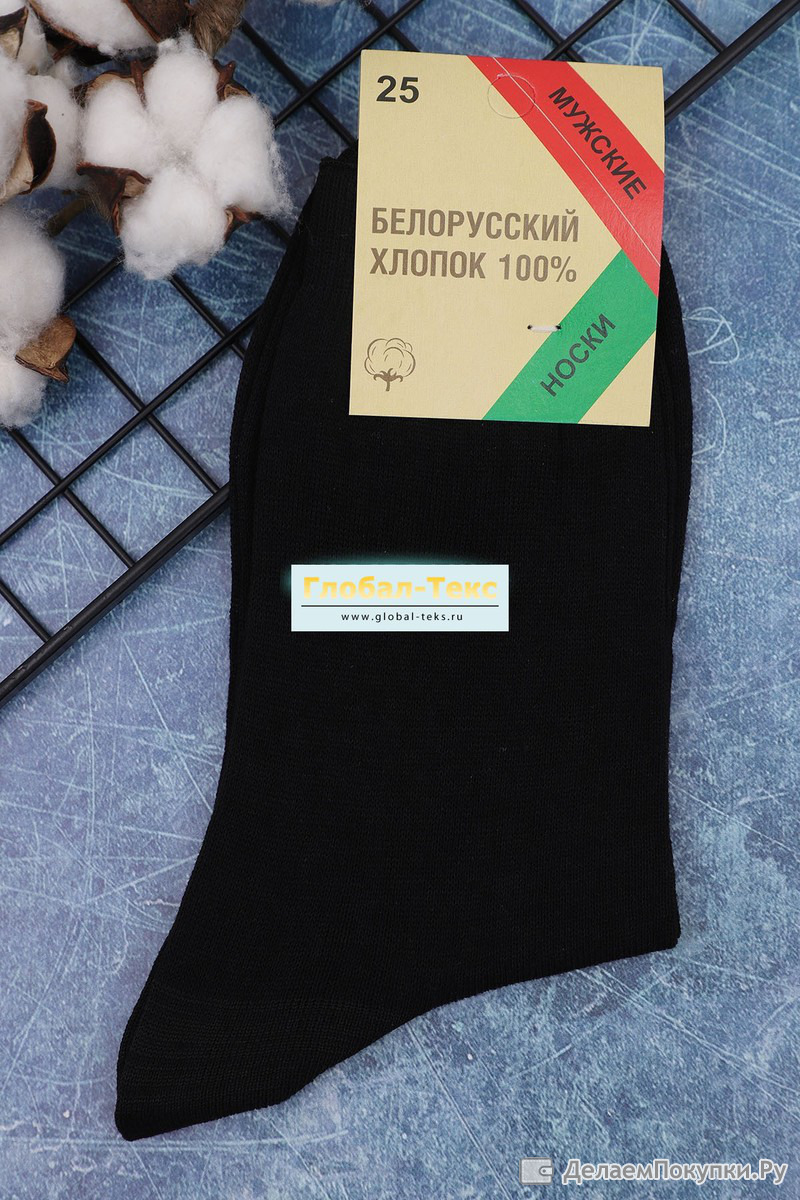 25
МУЖСКИЕ
БЕЛОРУССКИЙ
ХЛОПОК 100%
НОСКИ
Глобал-Текс
www.global-teks.ru
ДелаемПокупки.Ру